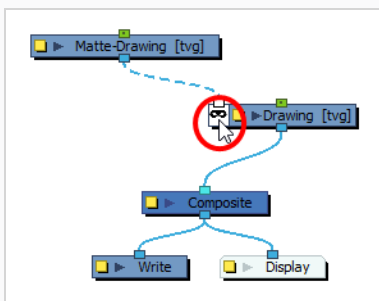 Matte-Drawing [tvg]
Drawing [tvg]
Composite
Write
Display